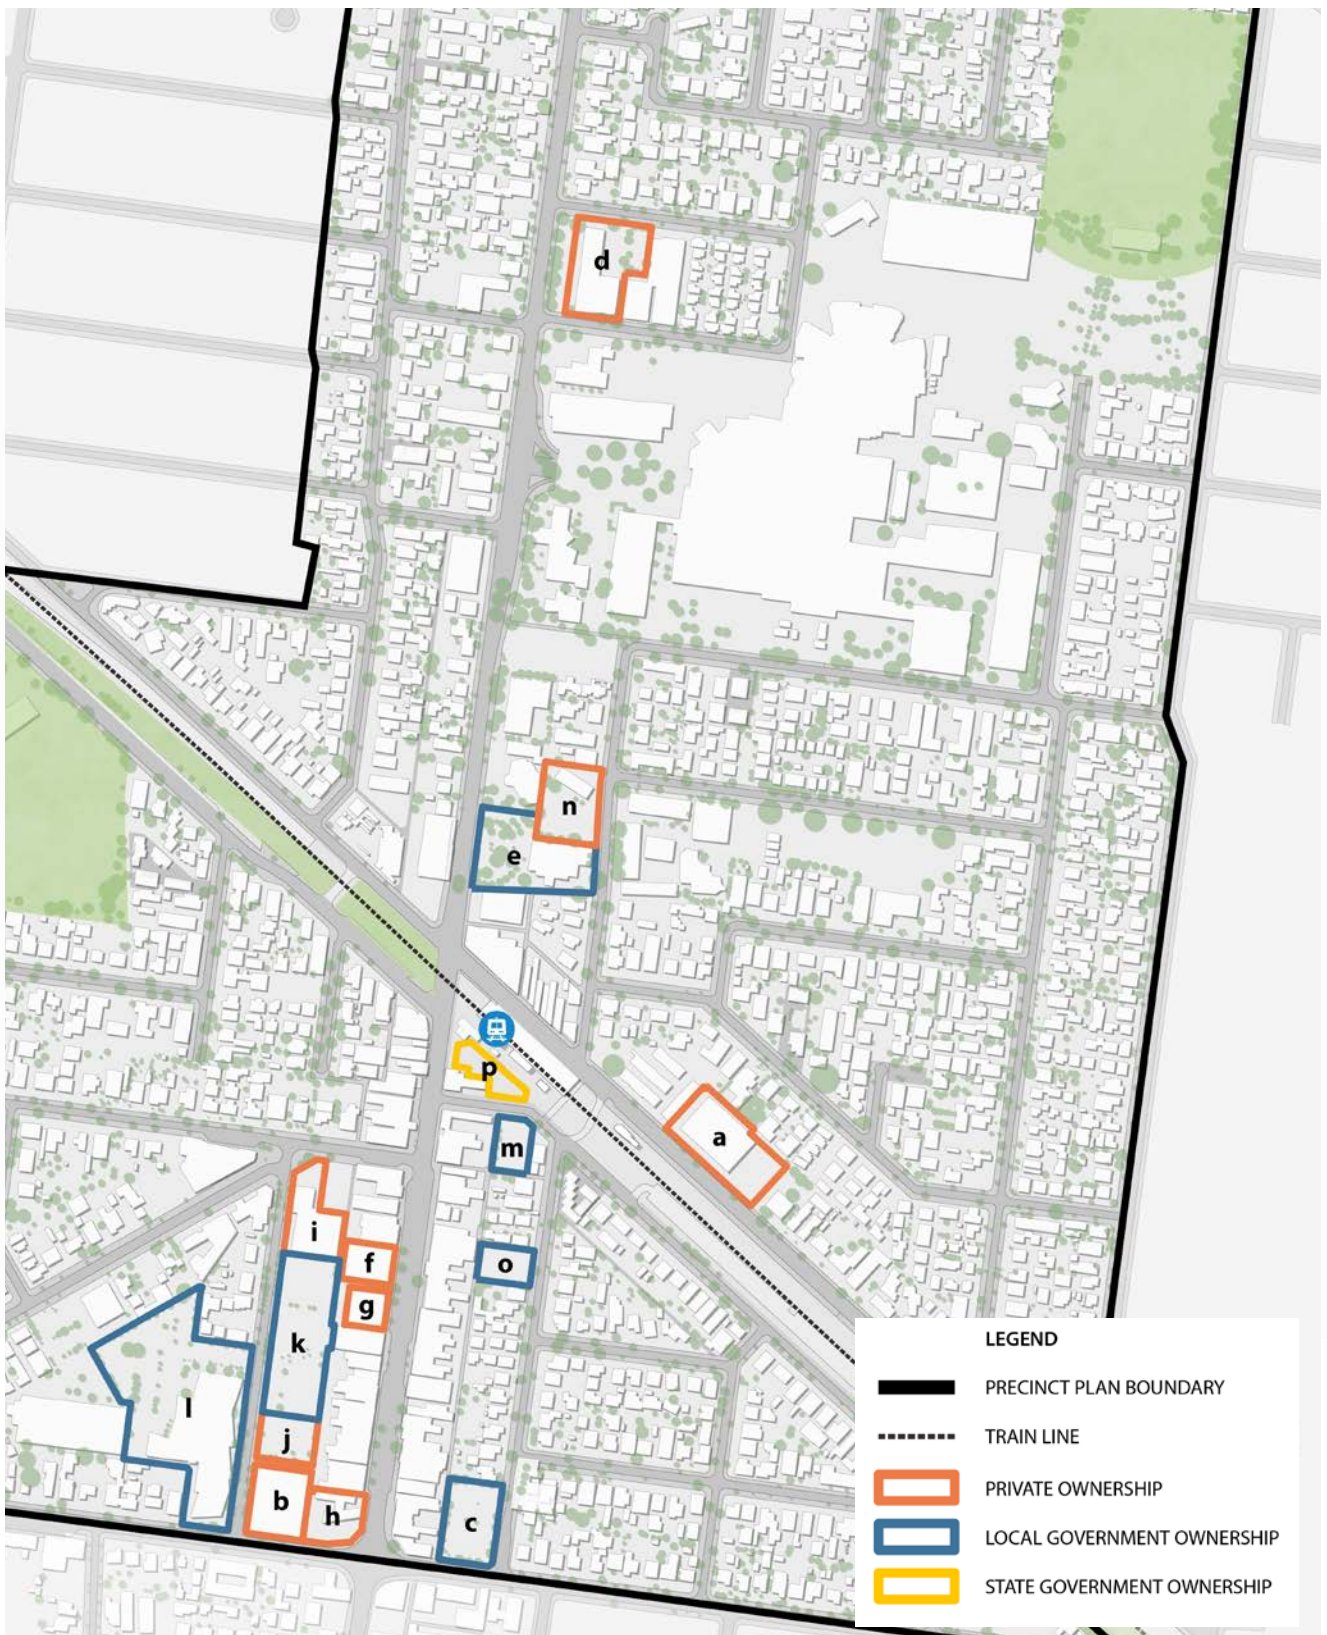 d
n
e
p
a
m
i
f
o
g
k
l
j
b
h
c
LEGEND
PRECINCT PLAN BOUNDARY
TRAIN LINE
PRIVATE OWNERSHIP
LOCAL GOVERNMENT OWNERSHIP
STATE GOVERNMENT OWNERSHIP